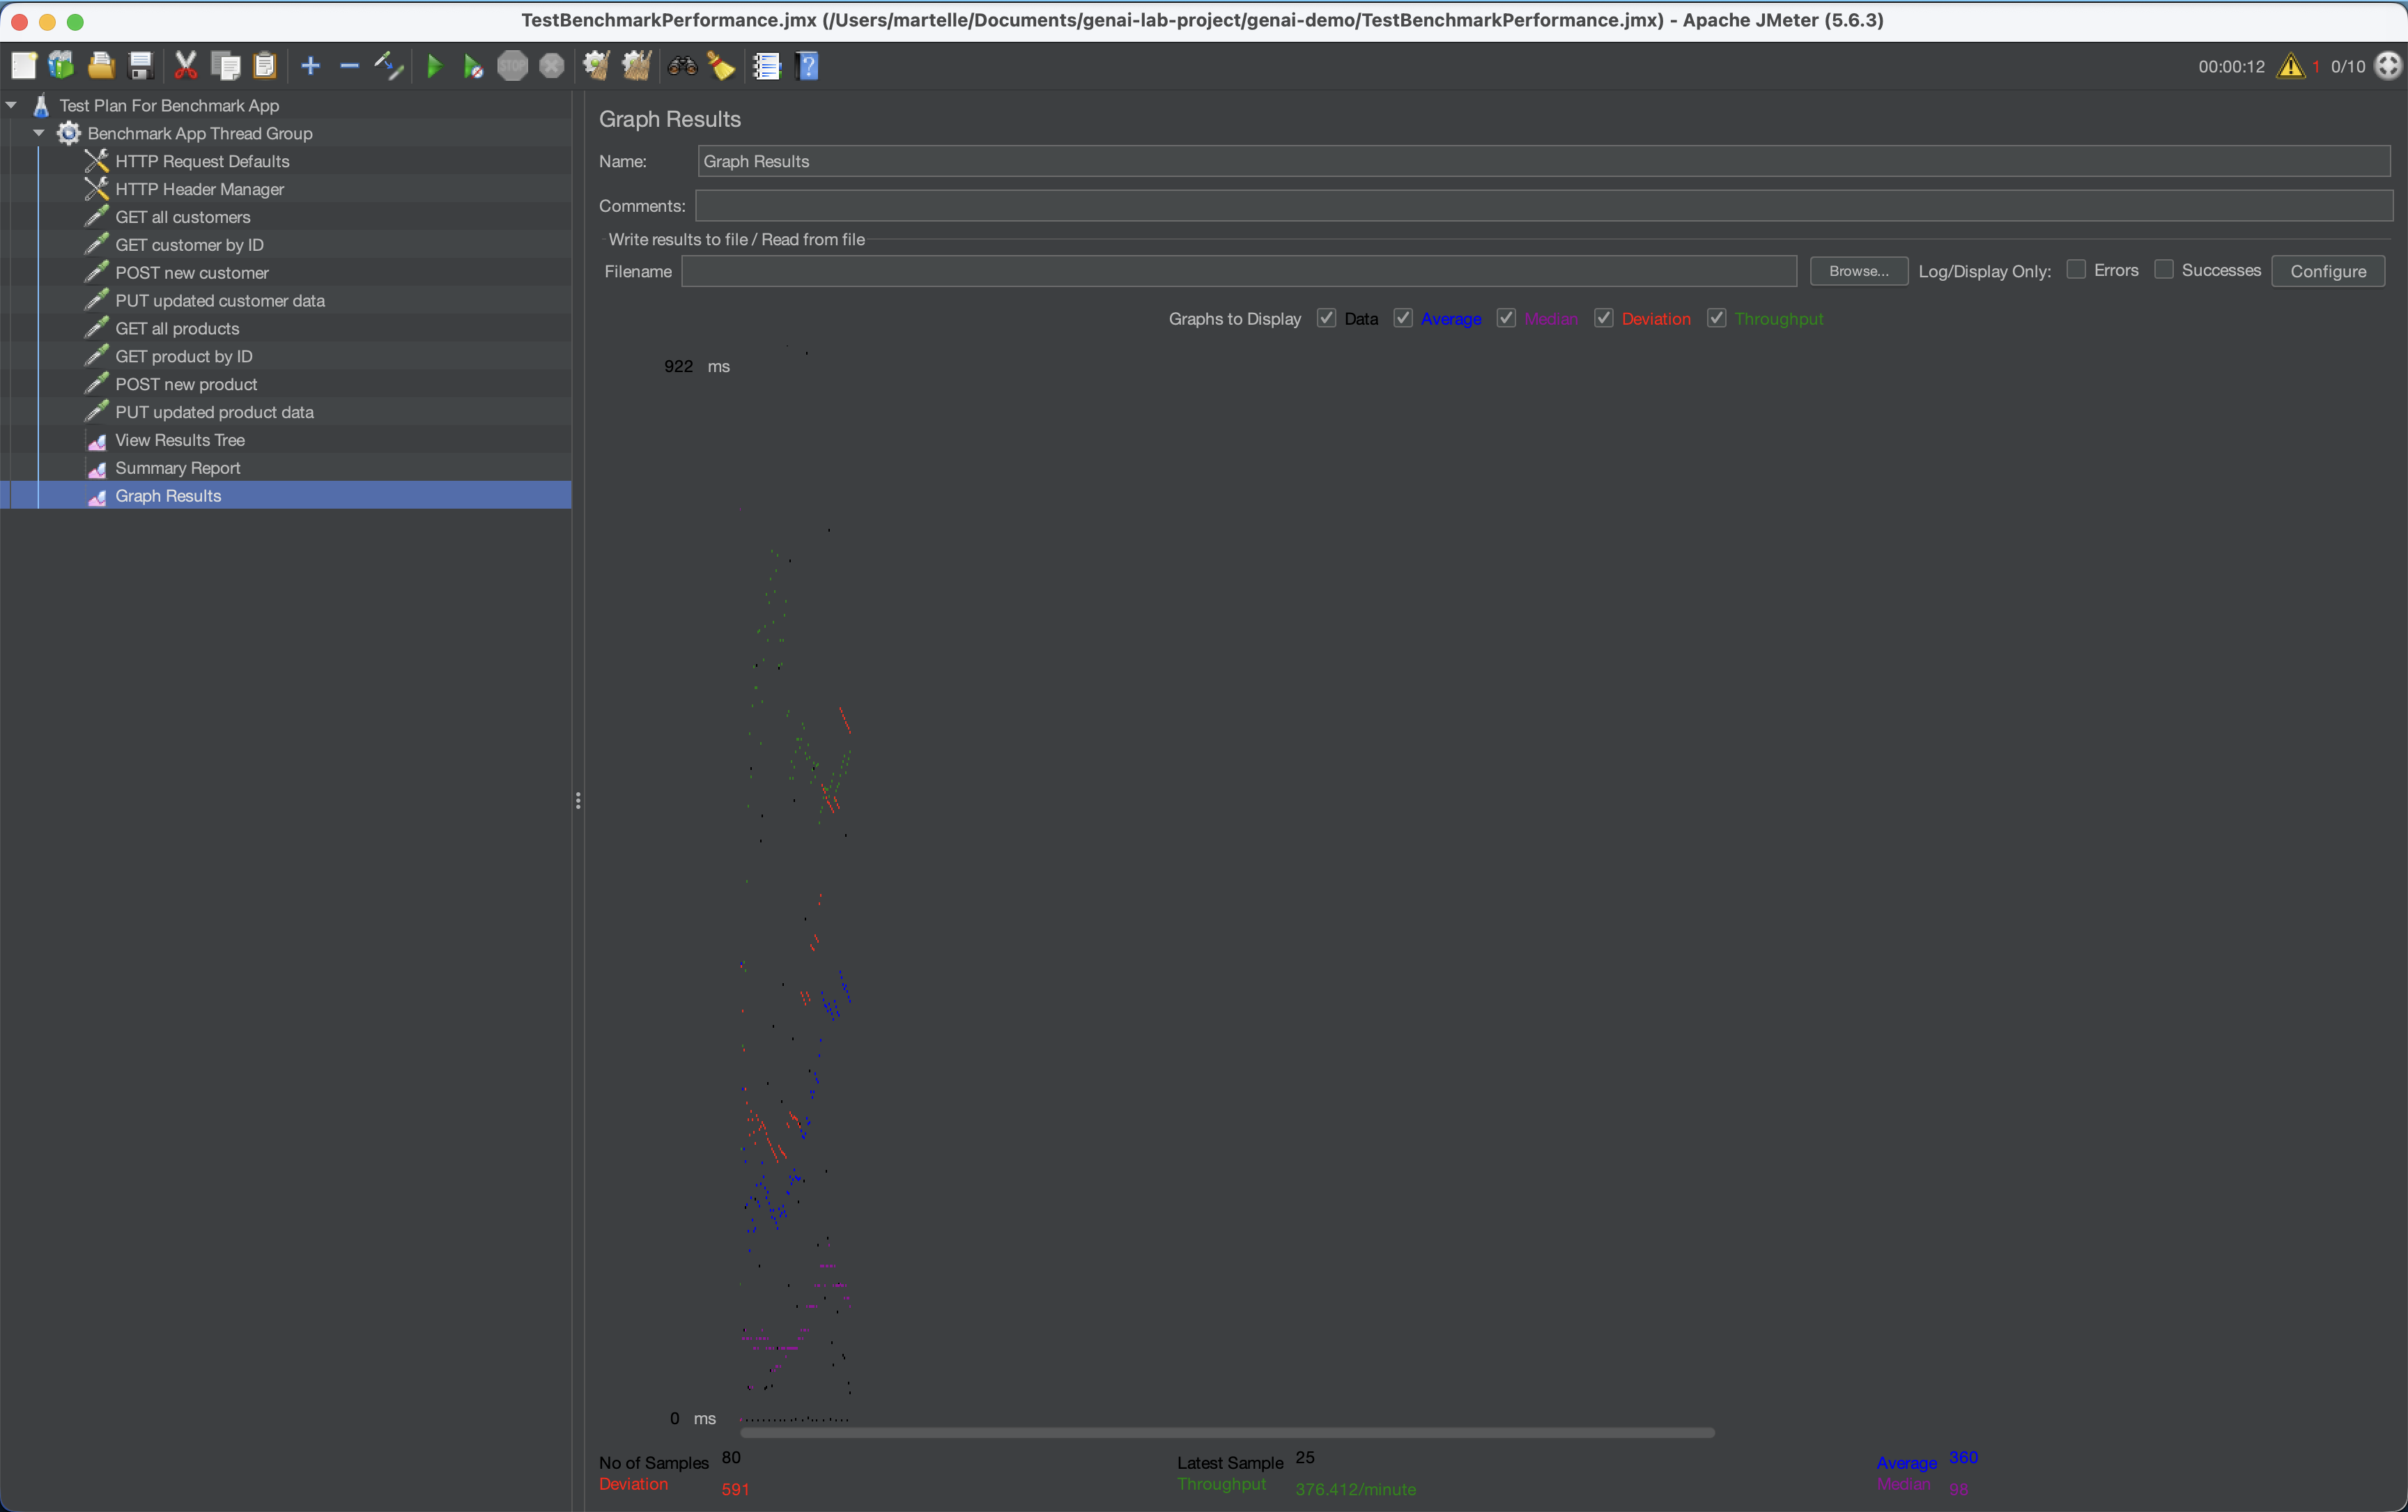 TestBenchmarkPerformance.jmx (/Users/martelle/Documents/genai-lab-project/genai-demo/TestBenchmarkPerformance.jmx) - Apache JMeter (5.6.3)
STOP
?
00:00:12
1 0/10
Test Plan For Benchmark App
Benchmark App Thread Group
HTTP Request Defaults
HTTP Header Manager
GET all customers
GET customer by ID
POST new customer
PUT updated customer data
GET all products
GET product by ID
POST new product
PUT updated product data
View Results Tree
Summary Report
Graph Results
Graph Results
Name: Graph Results
Comments:
Write results to file / Read from file
Filename Browse... Log/Display Only: Errors Successes Configure
Graphs to Display Data Average Median Deviation Throughput
922 ms
0 ms
No of Samples 80 Latest Sample 25 Average 360
Deviation 591 Throughput 376.412/minute Median 98